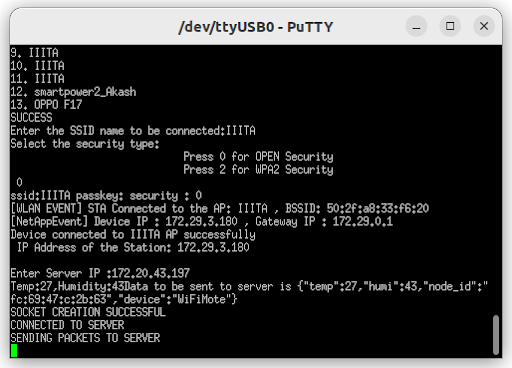 /dev/ttyUSB0 - PuTTY
9. IIITA
10. IIITA
11. IIITA
12. smartpower2_Akash
13. OPPO F17
SUCCESS
Enter the SSID name to be connected:IIITA
Select the security type:
Press 0 for OPEN Security
Press 2 for WPA2 Security
0
ssid:IIITA passkey: security : 0
[WLAN EVENT] STA Connected to the AP: IIITA , BSSID: 50:2f:a8:33:f6:20
[NetAppEvent] Device IP : 172.29.3.180 , Gateway IP : 172.29.0.1
Device connected to IIITA AP successfully
IP Address of the Station: 172.29.3.180
Enter Server IP :172.20.43.197
Temp:27,Humidity:43Data to be sent to server is {"temp":27,"humi":43,"node_id":"
fc:69:47:c:2b:63","device":"WiFiMote"}
SOCKET CREATION SUCCESSFUL
CONNECTED TO SERVER
SENDING PACKETS TO SERVER